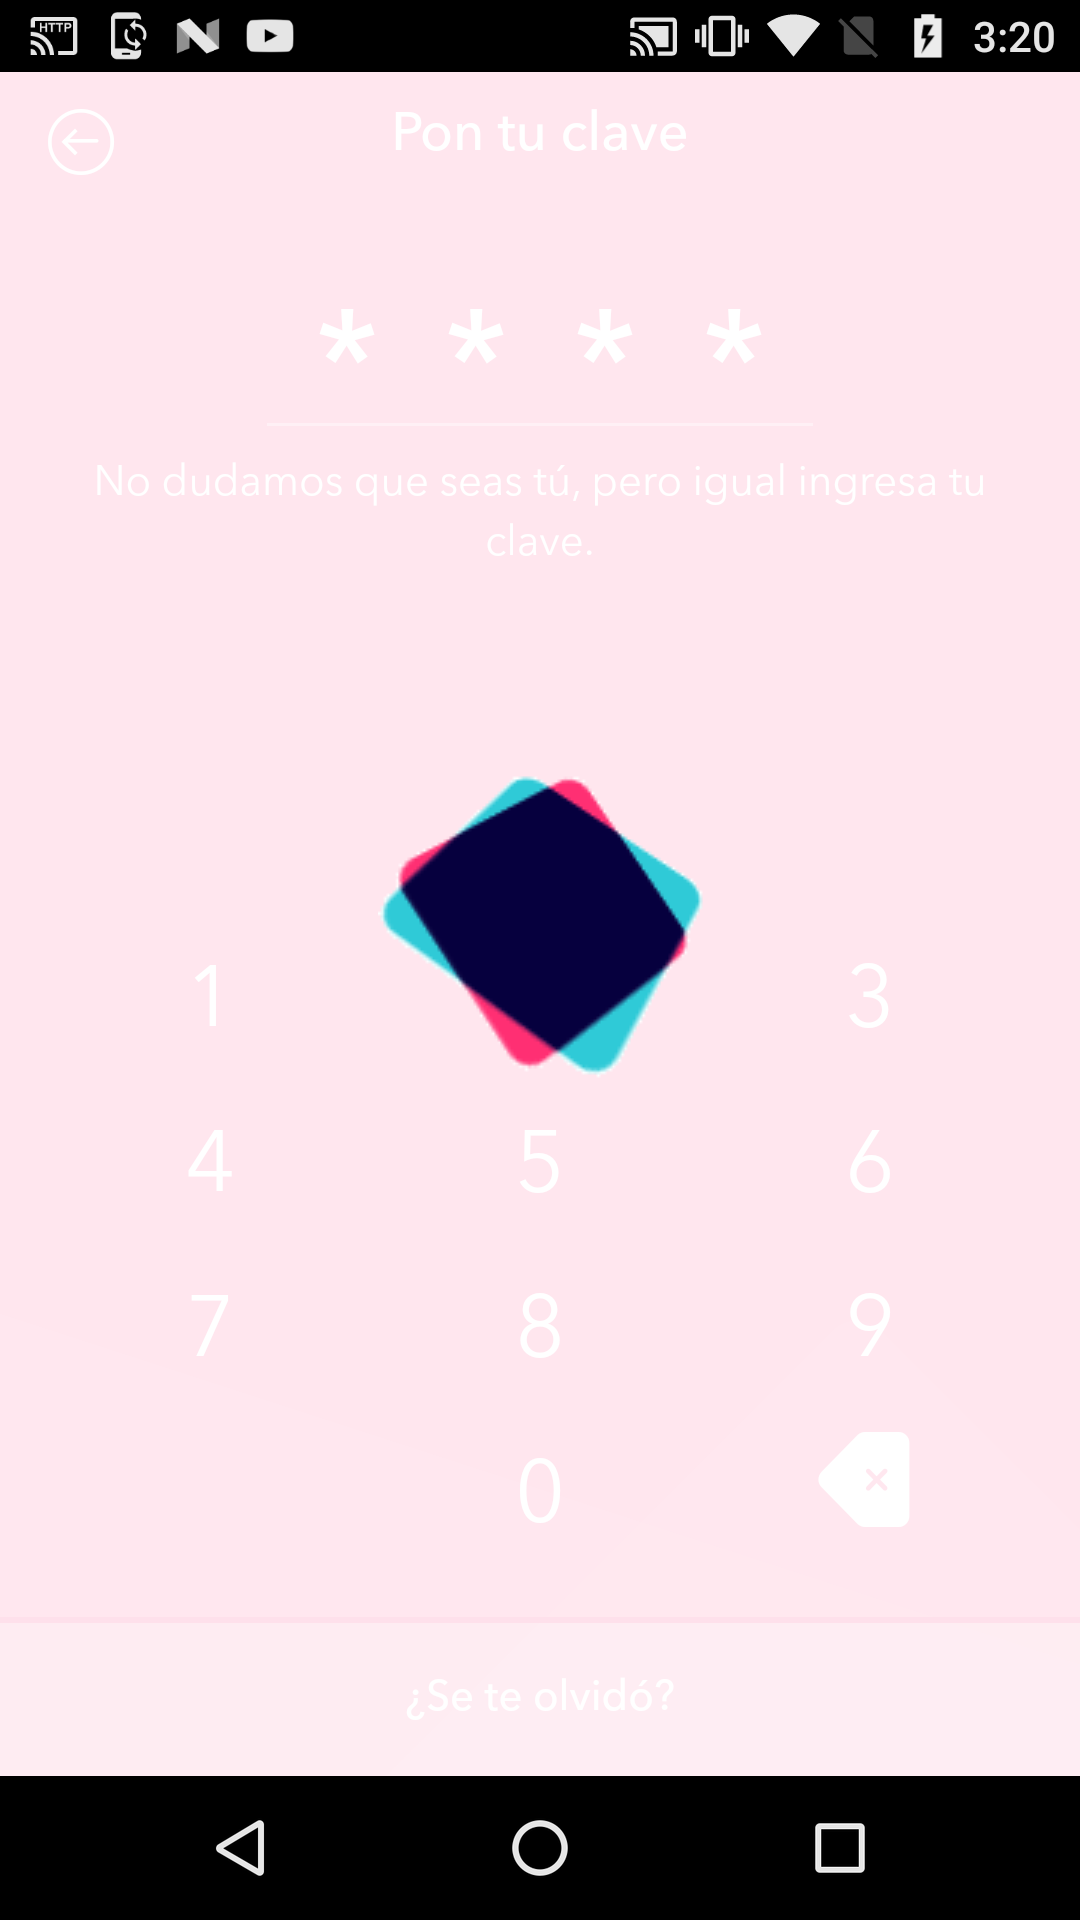 HTTP
3:20
Pon tu clave
* * * *
No dudamos que seas tú, pero igual ingresa tu
clave.
1 3
4 5 6
7 8 9
0
¿Se te olvidó?